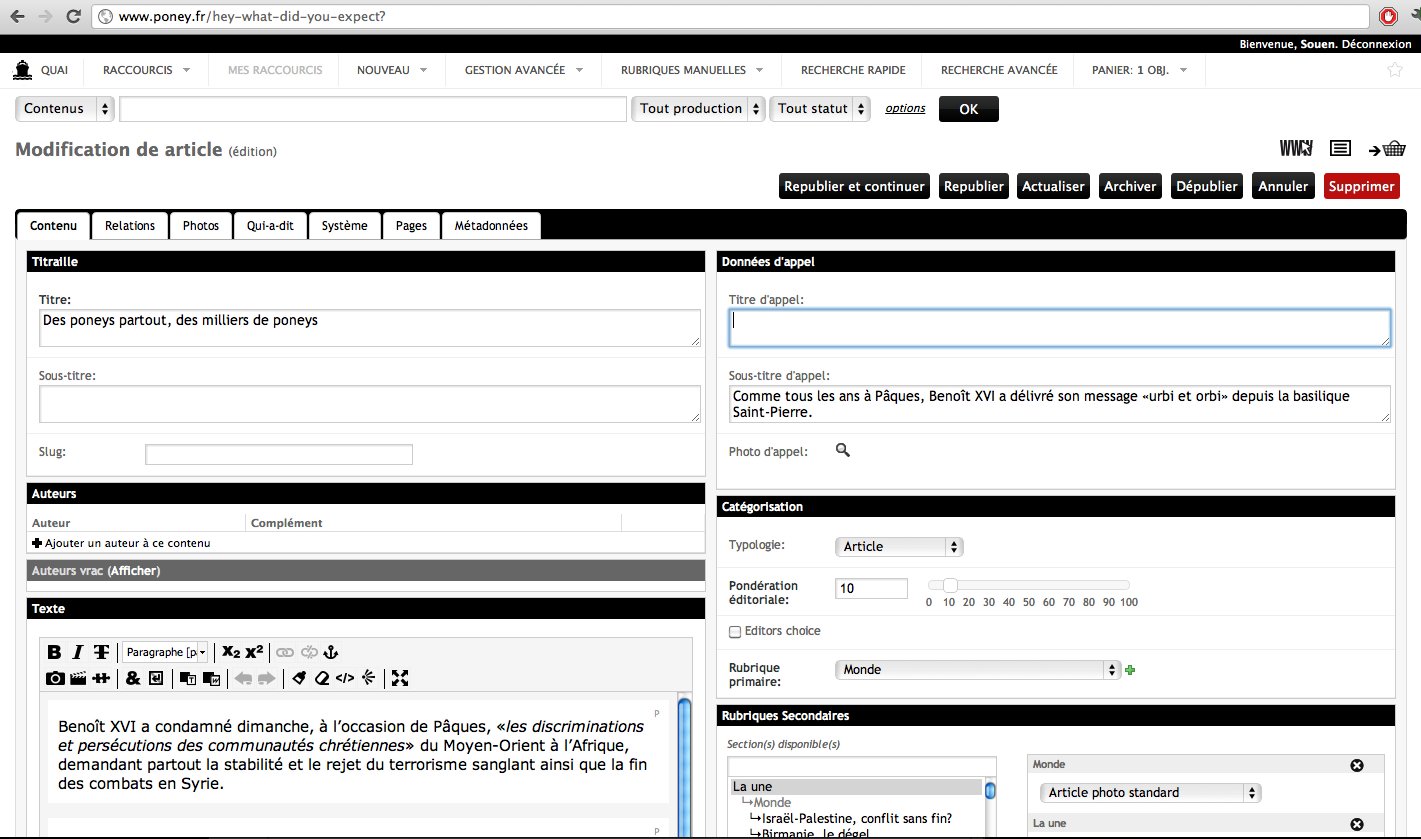 www.poney.fr/hey-what-did-you-expect?
Bienvenue, Souen. Déconnexion
QUAI RACCOURCIS MES RACCOURCIS NOUVEAU GESTION AVANCÉE RUBRIQUES MANUELLES RECHERCHE RAPIDE RECHERCHE AVANCÉE PANIER: 1 OBJ.
Contenus Tout production Tout statut options OK
Modification de article (édition)
WWW
Republier et continuer Republier Actualiser Archiver Dépublier Annuler Supprimer
Contenu Relations Photos Qui-a-dit Système Pages Métadonnées
Titraille
Titre:
Des poneys partout, des milliers de poneys
Sous-titre:
Slug:
Auteurs
Auteur Complément
Ajouter un auteur à ce contenu
Auteurs vrac (Afficher)
Texte
B I T Paragraphe [p X2 X2
& T W </>
P
Benoît XVI a condamné dimanche, à l’occasion de Pâques, «les discriminations
et persécutions des communautés chrétiennes» du Moyen-Orient à l’Afrique,
demandant partout la stabilité et le rejet du terrorisme sanglant ainsi que la fin
des combats en Syrie.
P
Données d'appel
Titre d'appel:
Sous-titre d'appel:
Comme tous les ans à Pâques, Benoît XVI a délivré son message «urbi et orbi» depuis la basilique
Saint-Pierre.
Photo d'appel:
Catégorisation
Typologie: Article
Pondération
éditoriale: 10
0 10 20 30 40 50 60 70 80 90 100
Editors choice
Rubrique
primaire: Monde
Rubriques Secondaires
Section(s) disponible(s)
La une
Monde
Israël-Palestine, conflit sans fin?
Birmanie, le dégel
Monde
Article photo standard
La une